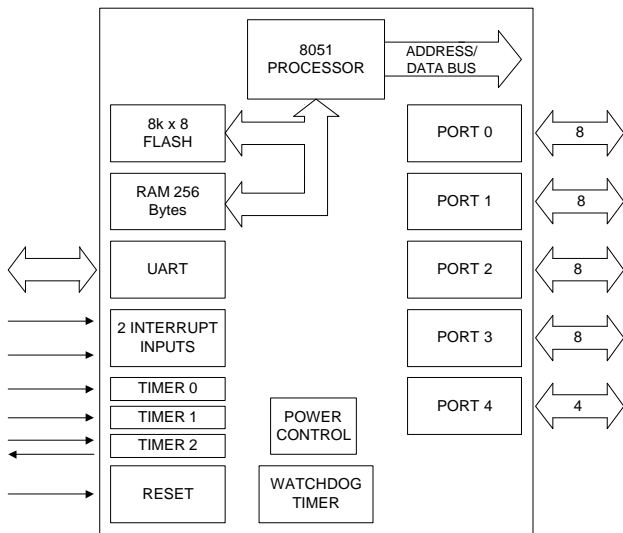 8051
PROCESSOR
ADDRESS/
DATA BUS
8k x 8
FLASH
PORT 0
8
RAM 256
Bytes
PORT 1
8
UART
PORT 2
8
2 INTERRUPT
INPUTS
PORT 3
8
TIMER 0
TIMER 1
TIMER 2
POWER
CONTROL
PORT 4
4
RESET
WATCHDOG
TIMER